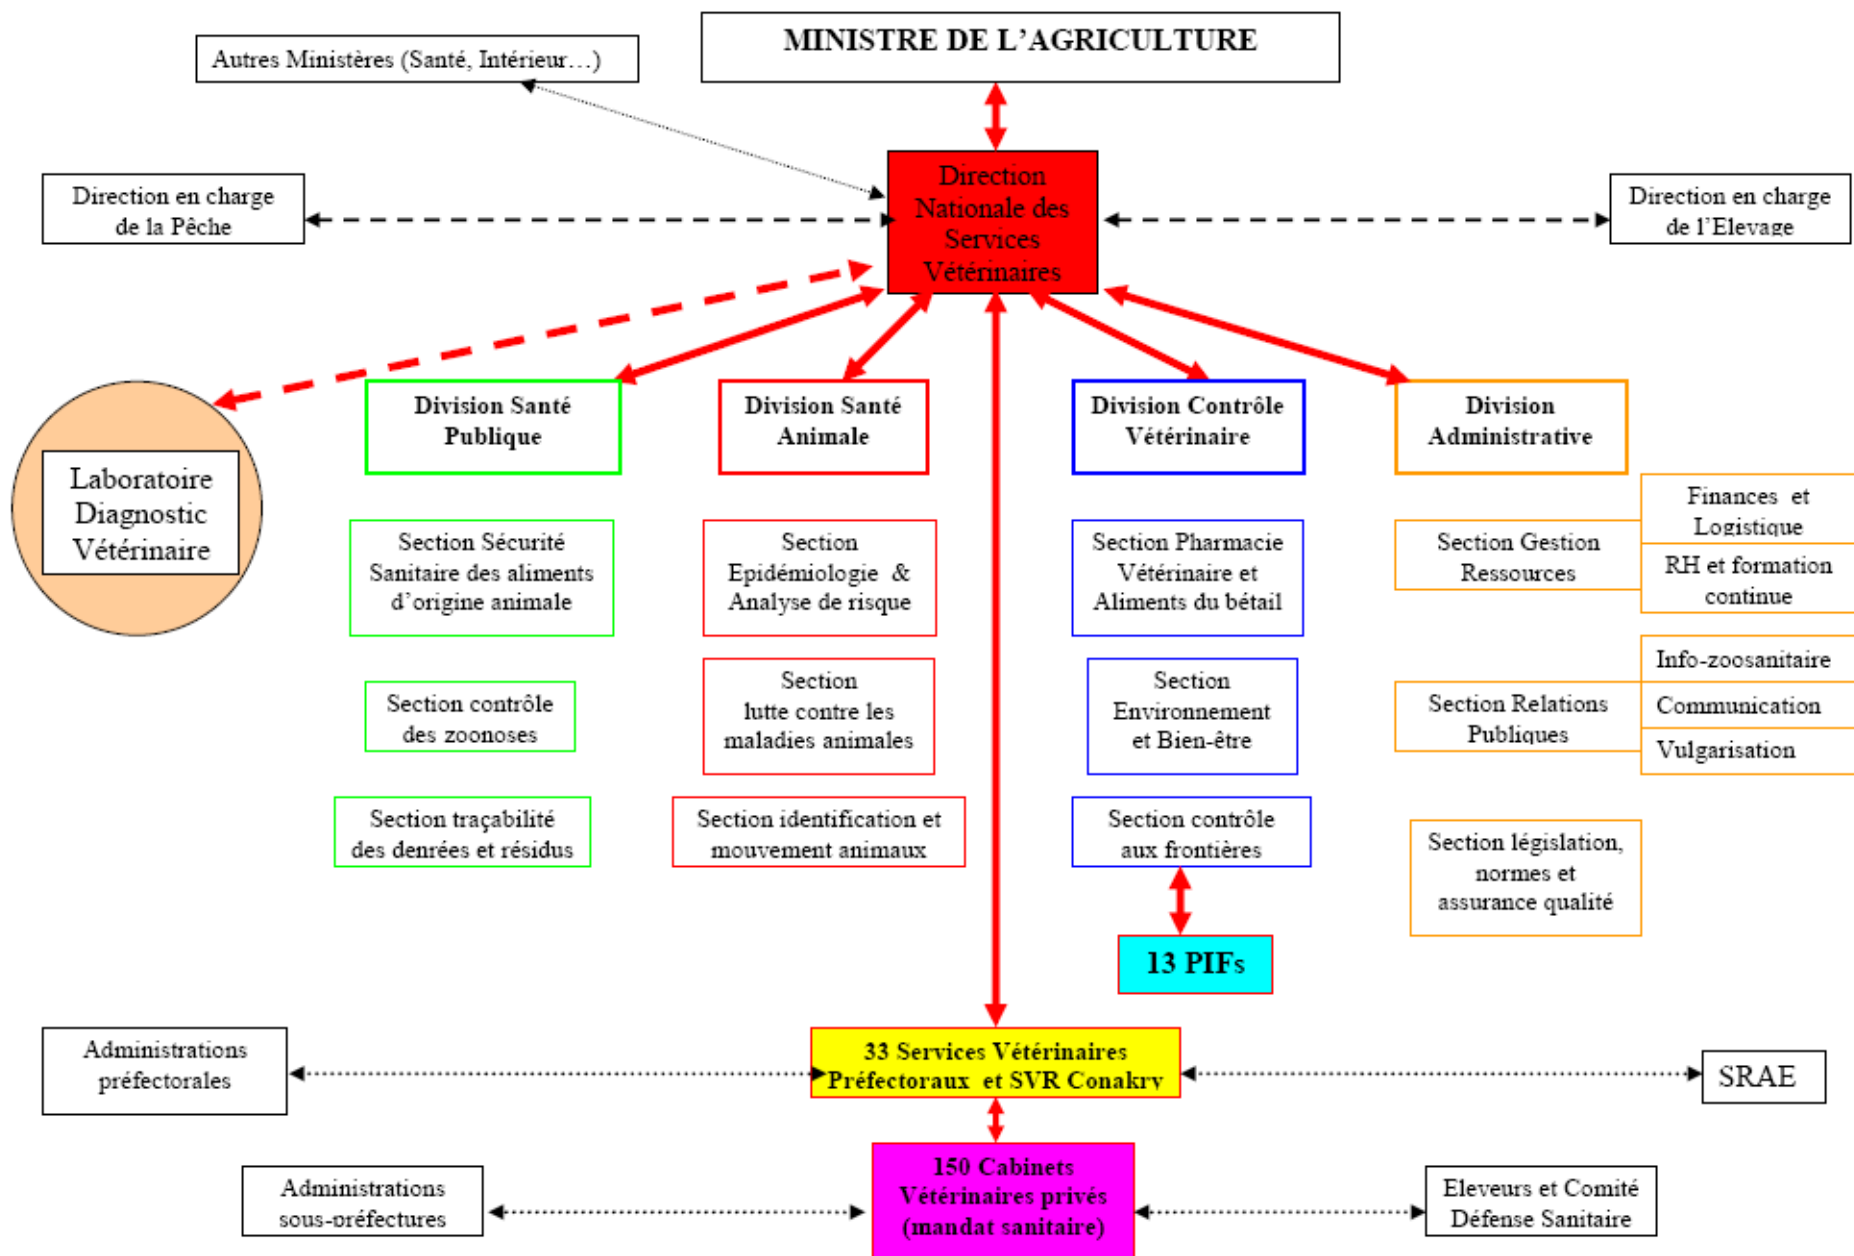 MINISTRE DE L’AGRICULTURE
Autres Ministères (Santé, Intérieur…)
Direction
Nationale des
Services
Vétérinaires
Direction en charge
de la Pêche
Direction en charge
de l’Elevage
Laboratoire
Diagnostic
Vétérinaire
Division Santé
Publique
Section Sécurité
Sanitaire des aliments
d’origine animale
Section contrôle
des zoonoses
Section traçabilité
des denrées et résidus
Division Santé
Animale
Section
Epidémiologie &
Analyse de risque
Section
lutte contre les
maladies animales
Section identification et
mouvement animaux
Division Contrôle
Vétérinaire
Section Pharmacie
Vétérinaire et
Aliments du bétail
Section
Environnement
et Bien-être
Section contrôle
aux frontières
13 PIFs
Division
Administrative
Section Gestion
Ressources
Finances et
Logistique
RH et formation
continue
Section Relations
Publiques
Info-zoosanitaire
Communication
Vulgarisation
Section législation,
normes et
assurance qualité
Administrations
préfectorales
33 Services Vétérinaires
Préfectoraux et SVR Conakry
SRAE
Administrations
sous-préfectures
150 Cabinets
Vétérinaires privés
(mandat sanitaire)
Eleveurs et Comité
Défense Sanitaire